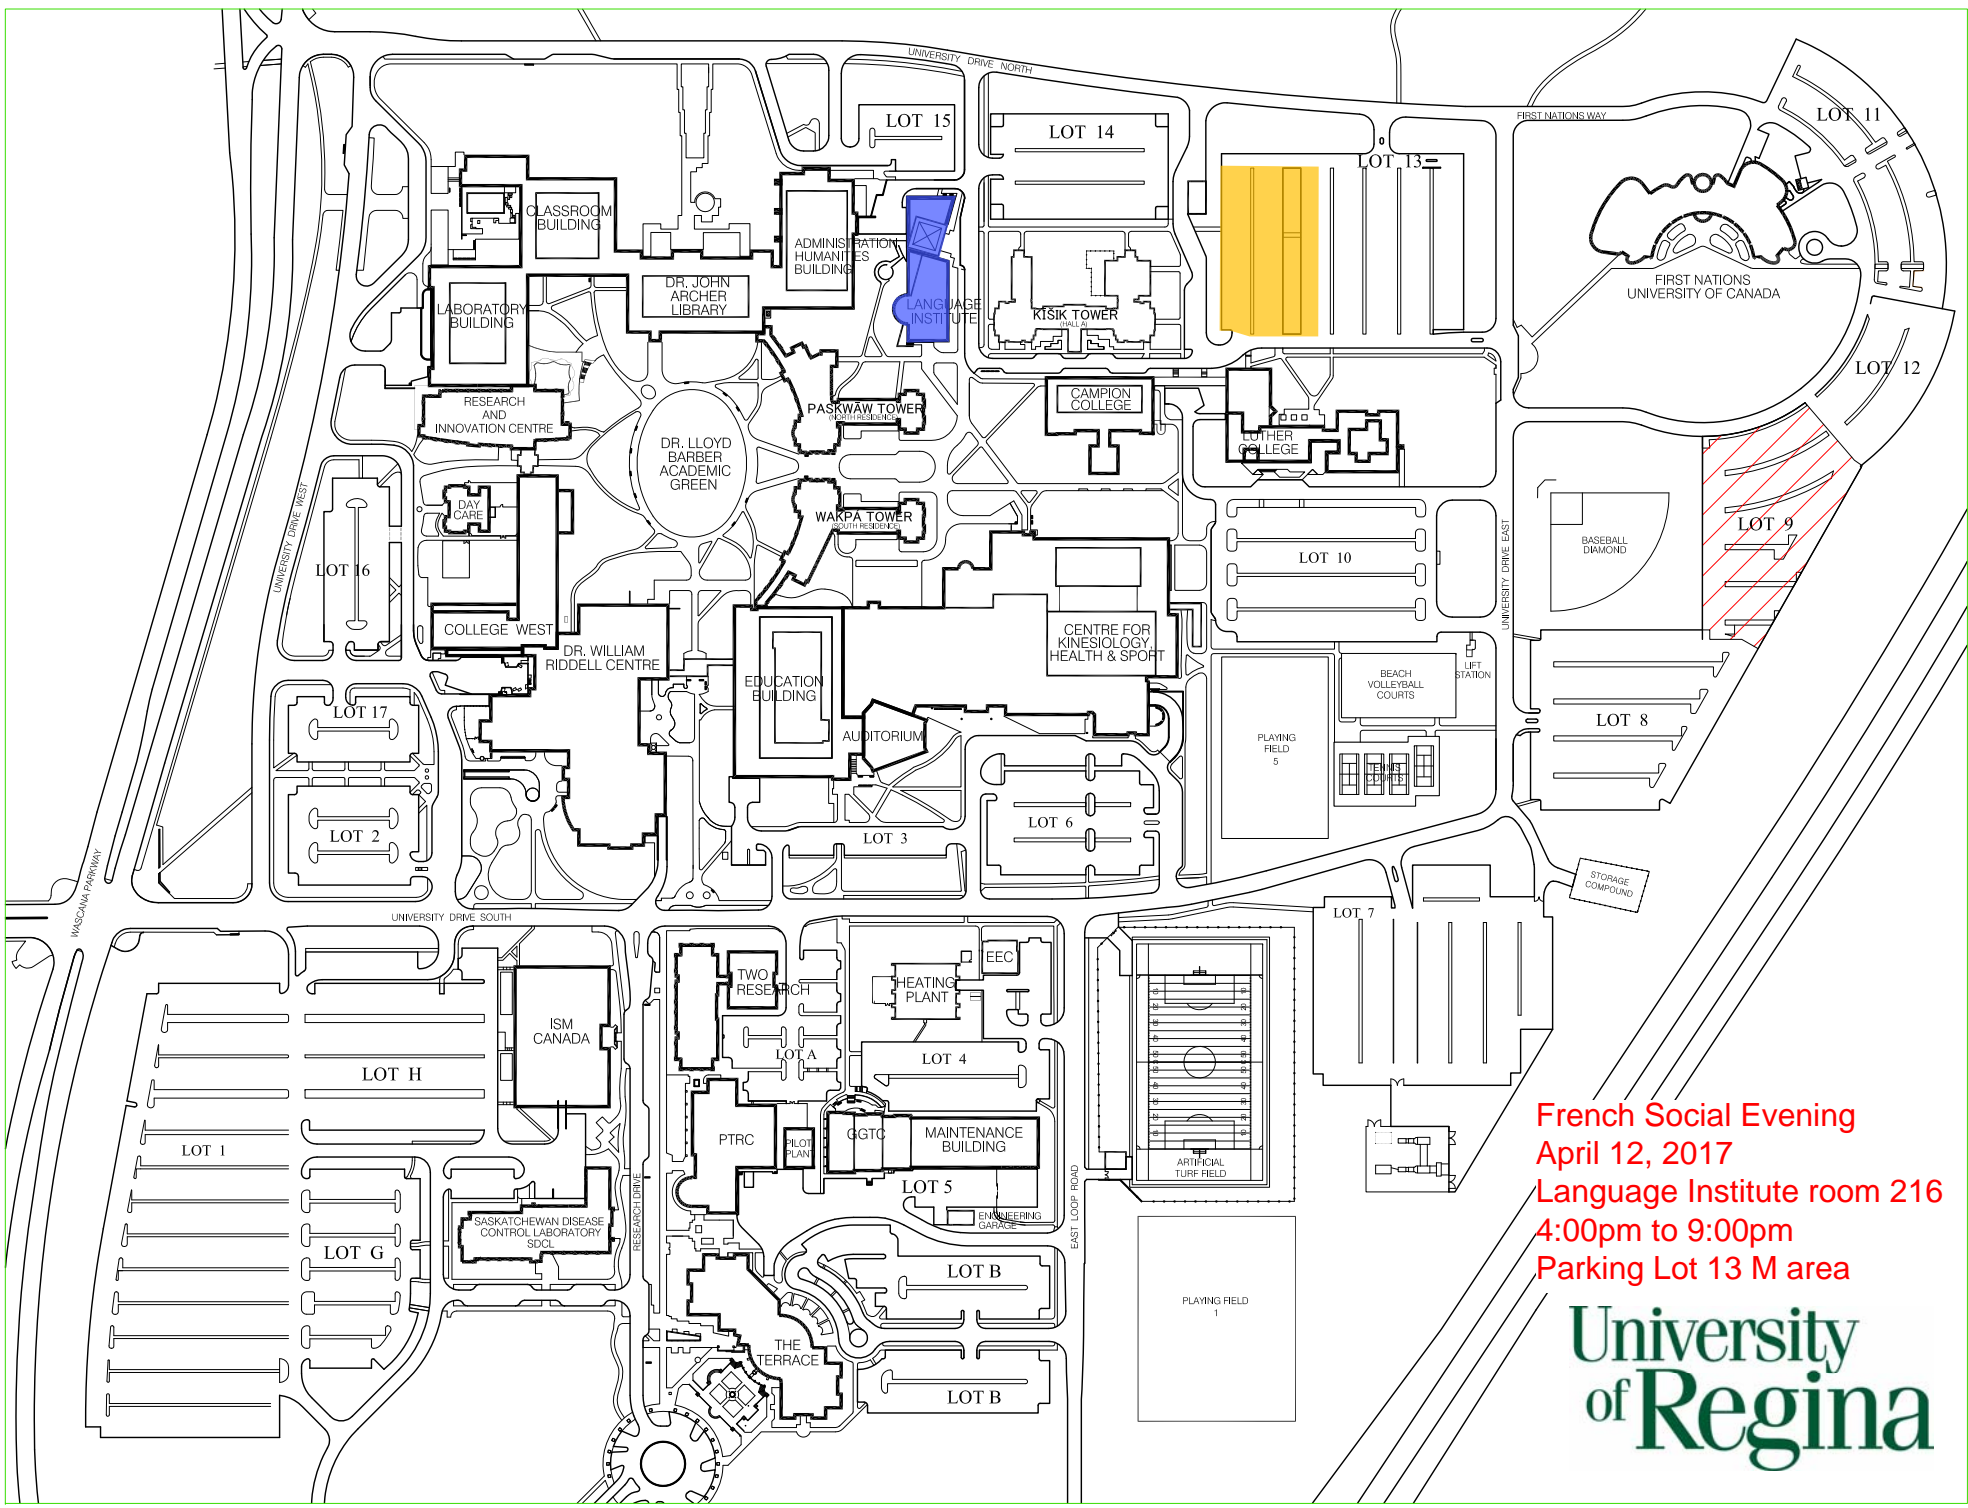 UNIVERSITY DRIVE NORTH
FIRST NATIONS WAY
LOT 11
LOT 15
LOT 14
LOT 13
CLASSROOM
BUILDING
ADMINISTRATION
HUMANITIES
BUILDING
DR. JOHN
ARCHER
LIBRARY
LABORATORY
BUILDING
LANGUAGE
INSTITUTE
KĪŠIK TOWER
(HALL A)
FIRST NATIONS
UNIVERSITY OF CANADA
LOT 12
RESEARCH
AND
INNOVATION CENTRE
PASKWĀW TOWER
(NORTH RESIDENCE)
CAMPION
COLLEGE
LUTHER
COLLEGE
DR. LLOYD
BARBER
ACADEMIC
GREEN
DAY
CARE
WAKPĀ TOWER
(SOUTH RESIDENCE)
UNIVERSITY DRIVE WEST
UNIVERSITY DRIVE EAST
LOT 9
BASEBALL
DIAMOND
LOT 10
LOT 16
COLLEGE WEST
DR. WILLIAM
RIDDELL CENTRE
CENTRE FOR
KINESIOLOGY,
HEALTH & SPORT
EDUCATION
BUILDING
LIFT
STATION
BEACH
VOLLEYBALL
COURTS
LOT 17
AUDITORIUM
LOT 8
PLAYING
FIELD
5
TENNIS
COURTS
LOT 2
LOT 3
LOT 6
WASCANA PARKWAY
STORAGE
COMPOUND
UNIVERSITY DRIVE SOUTH
LOT 7
TWO
RESEARCH
HEATING
PLANT
EEC
ISM
CANADA
LOT A
LOT 4
LOT H
LOT 1
PTRC
PILOT
PLANT
GGTC
MAINTENANCE
BUILDING
ARTIFICIAL
TURF FIELD
French Social Evening
April 12, 2017
Language Institute room 216
4:00pm to 9:00pm
Parking Lot 13 M area
LOT 5
ENGINEERING
GARAGE
RESEARCH DRIVE
EAST LOOP ROAD
SASKATCHEWAN DISEASE
CONTROL LABORATORY
SDCL
LOT G
LOT B
PLAYING FIELD
1
THE
TERRACE
LOT B
University
of Regina